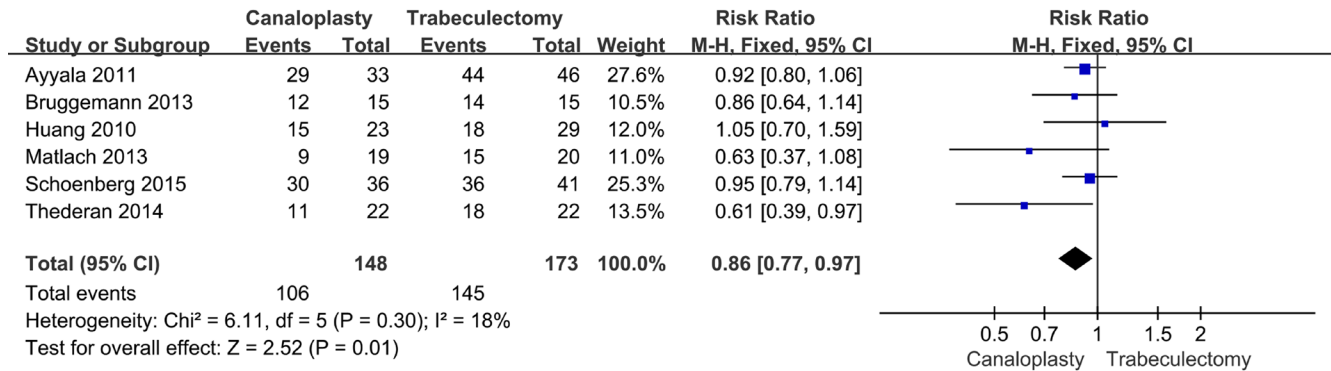 Canaloplasty Trabeculectomy Risk Ratio Risk Ratio
Study or Subgroup Events Total Events Total Weight M-H, Fixed, 95% CI M-H, Fixed, 95% CI
Ayyala 2011 29 33 44 46 27.6% 0.92 [0.80, 1.06]
Bruggemann 2013 12 15 14 15 10.5% 0.86 [0.64, 1.14]
Huang 2010 15 23 18 29 12.0% 1.05 [0.70, 1.59]
Matlach 2013 9 19 15 20 11.0% 0.63 [0.37, 1.08]
Schoenberg 2015 30 36 36 41 25.3% 0.95 [0.79, 1.14]
Thederan 2014 11 22 18 22 13.5% 0.61 [0.39, 0.97]
Total (95% CI) 148 173 100.0% 0.86 [0.77, 0.97]
Total events 106 145
Heterogeneity: Chi² = 6.11, df = 5 (P = 0.30); I² = 18%
Test for overall effect: Z = 2.52 (P = 0.01)
0.5 0.7 1 1.5 2
Canaloplasty Trabeculectomy